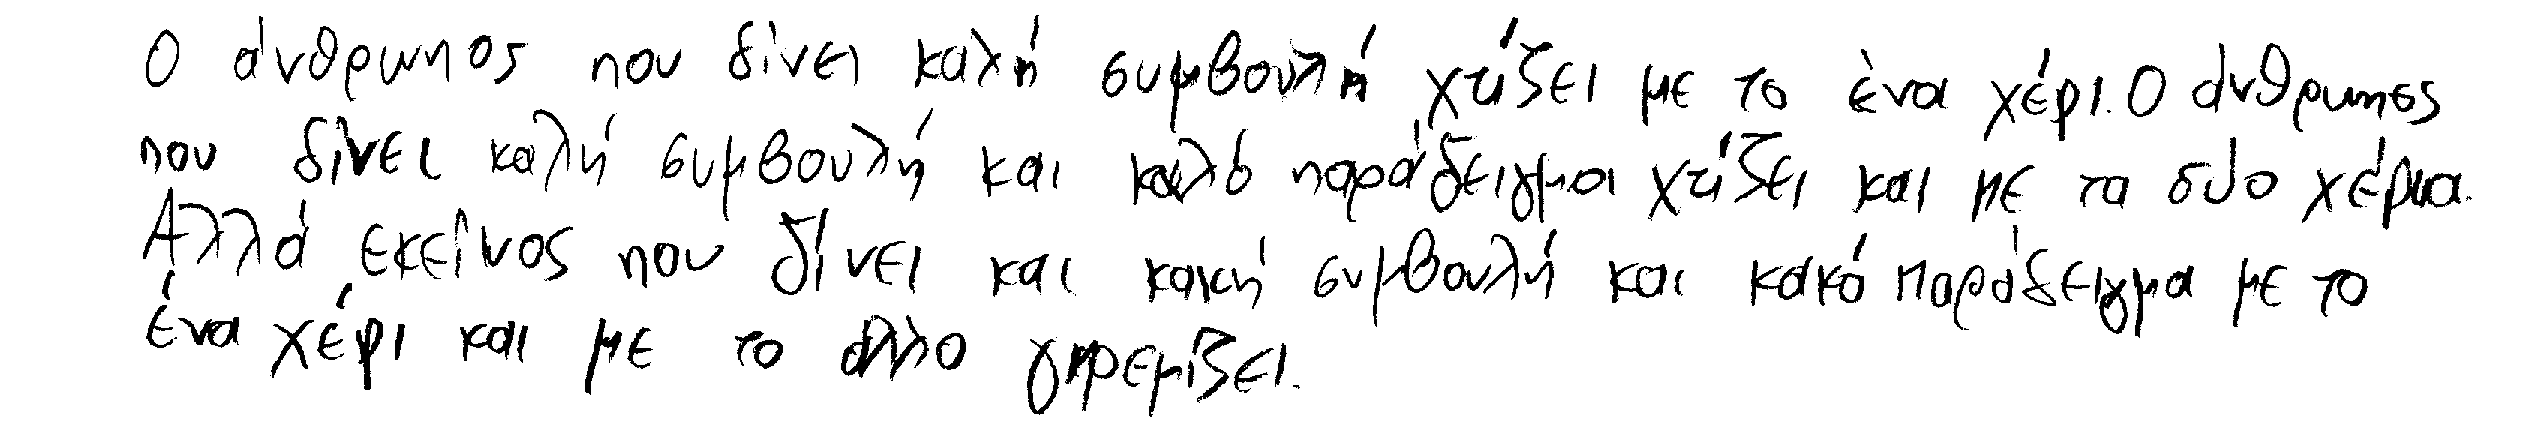 Ο άνθρωπος που δίνει καλή συμβουλή χτίζει με το ένα χέρι. Ο άνθρωπος
που δίνει καλή συμβουλή και καλό παράδειγμα χτίζει και με τα δυο χέρια.
Αλλά εκείνος που δίνει και κακή συμβουλή και κακό παράδειγμα με το
ένα χέρι και με το άλλο γκρεμίζει.